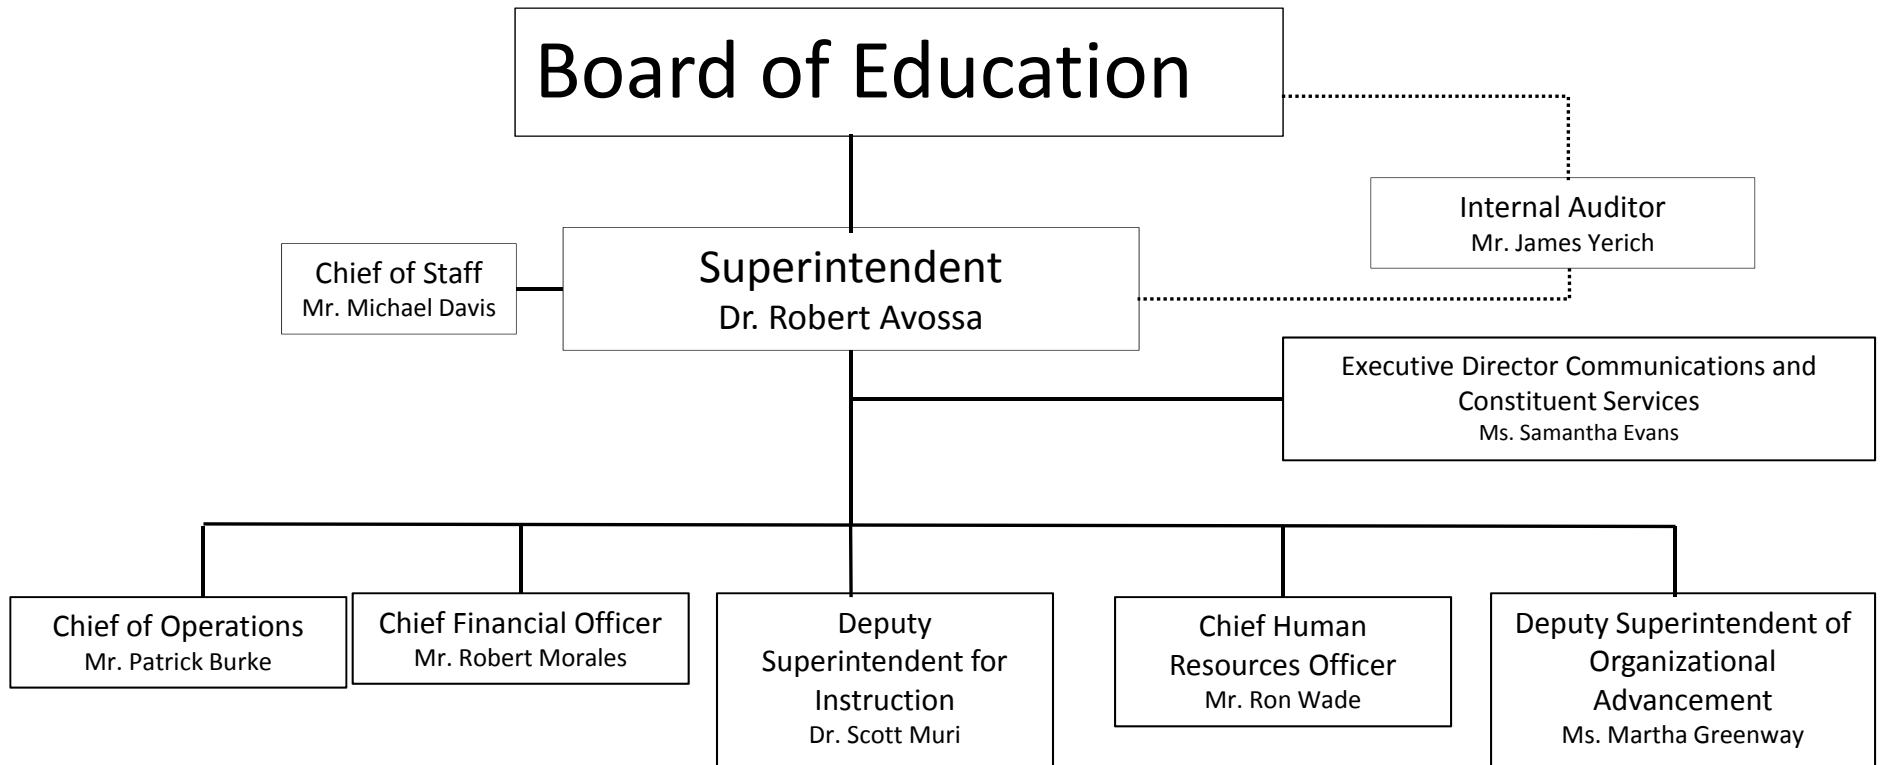 Board of Education
Internal Auditor
Mr. James Yerich
Chief of Staff
Mr. Michael Davis
Superintendent
Dr. Robert Avossa
Executive Director Communications and
Constituent Services
Ms. Samantha Evans
Chief of Operations
Mr. Patrick Burke
Chief Financial Officer
Mr. Robert Morales
Deputy
Superintendent for
Instruction
Dr. Scott Muri
Chief Human
Resources Officer
Mr. Ron Wade
Deputy Superintendent of
Organizational
Advancement
Ms. Martha Greenway